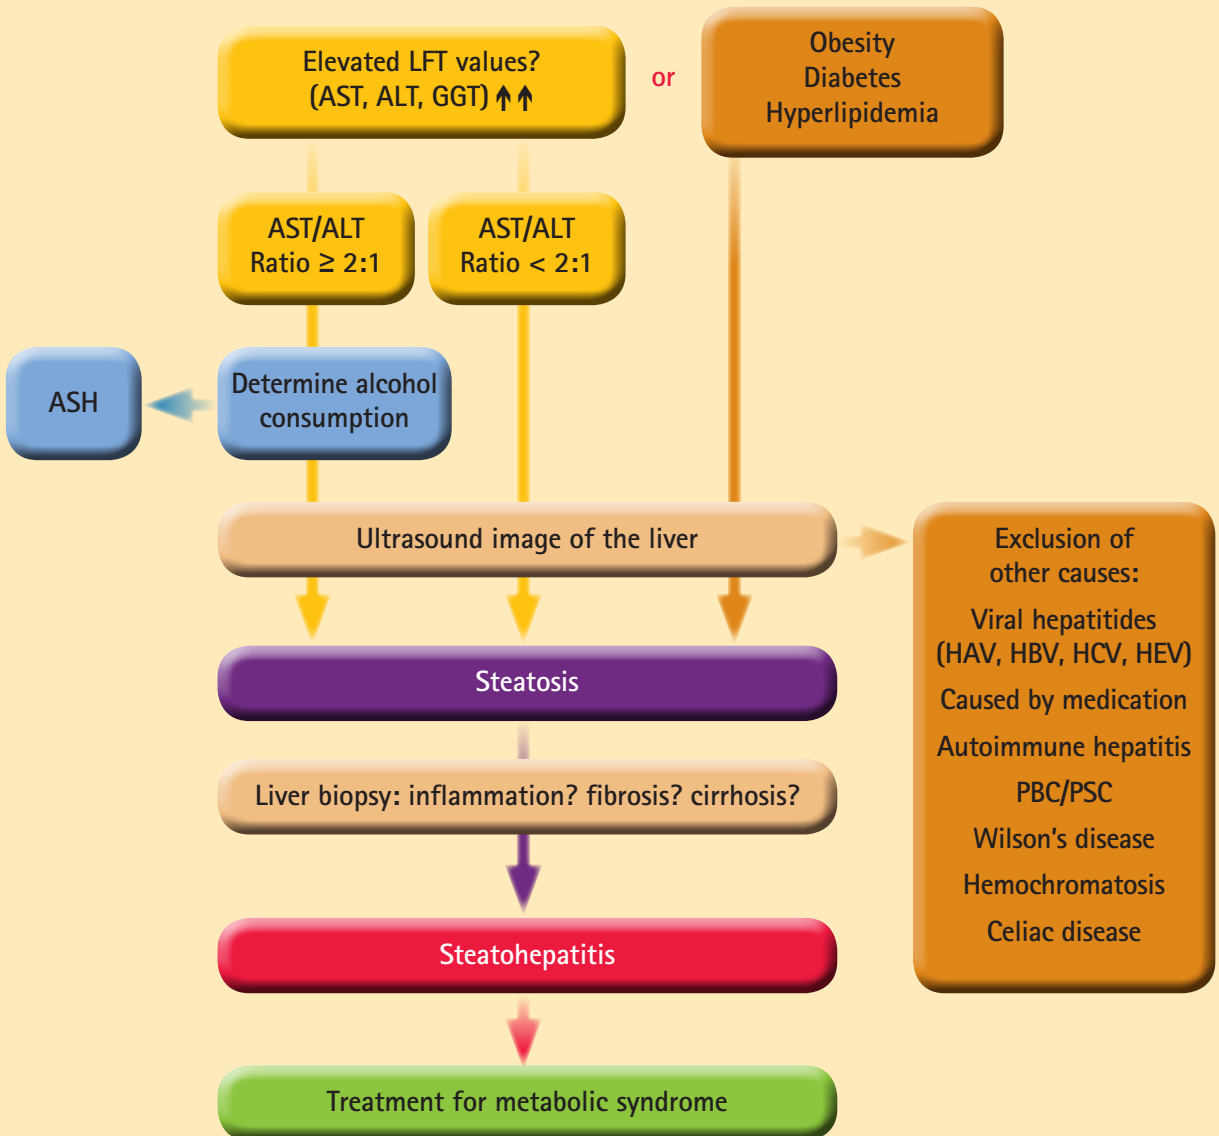 Elevated LFT values?
(AST, ALT, GGT) ↑ ↑
or
Obesity
Diabetes
Hyperlipidemia
AST/ALT
Ratio ≥ 2:1
AST/ALT
Ratio < 2:1
ASH
Determine alcohol
consumption
Ultrasound image of the liver
Exclusion of
other causes:
Viral hepatitides
(HAV, HBV, HCV, HEV)
Caused by medication
Autoimmune hepatitis
PBC/PSC
Wilson's disease
Hemochromatosis
Celiac disease
Steatosis
Liver biopsy: inflammation? fibrosis? cirrhosis?
Steatohepatitis
Treatment for metabolic syndrome